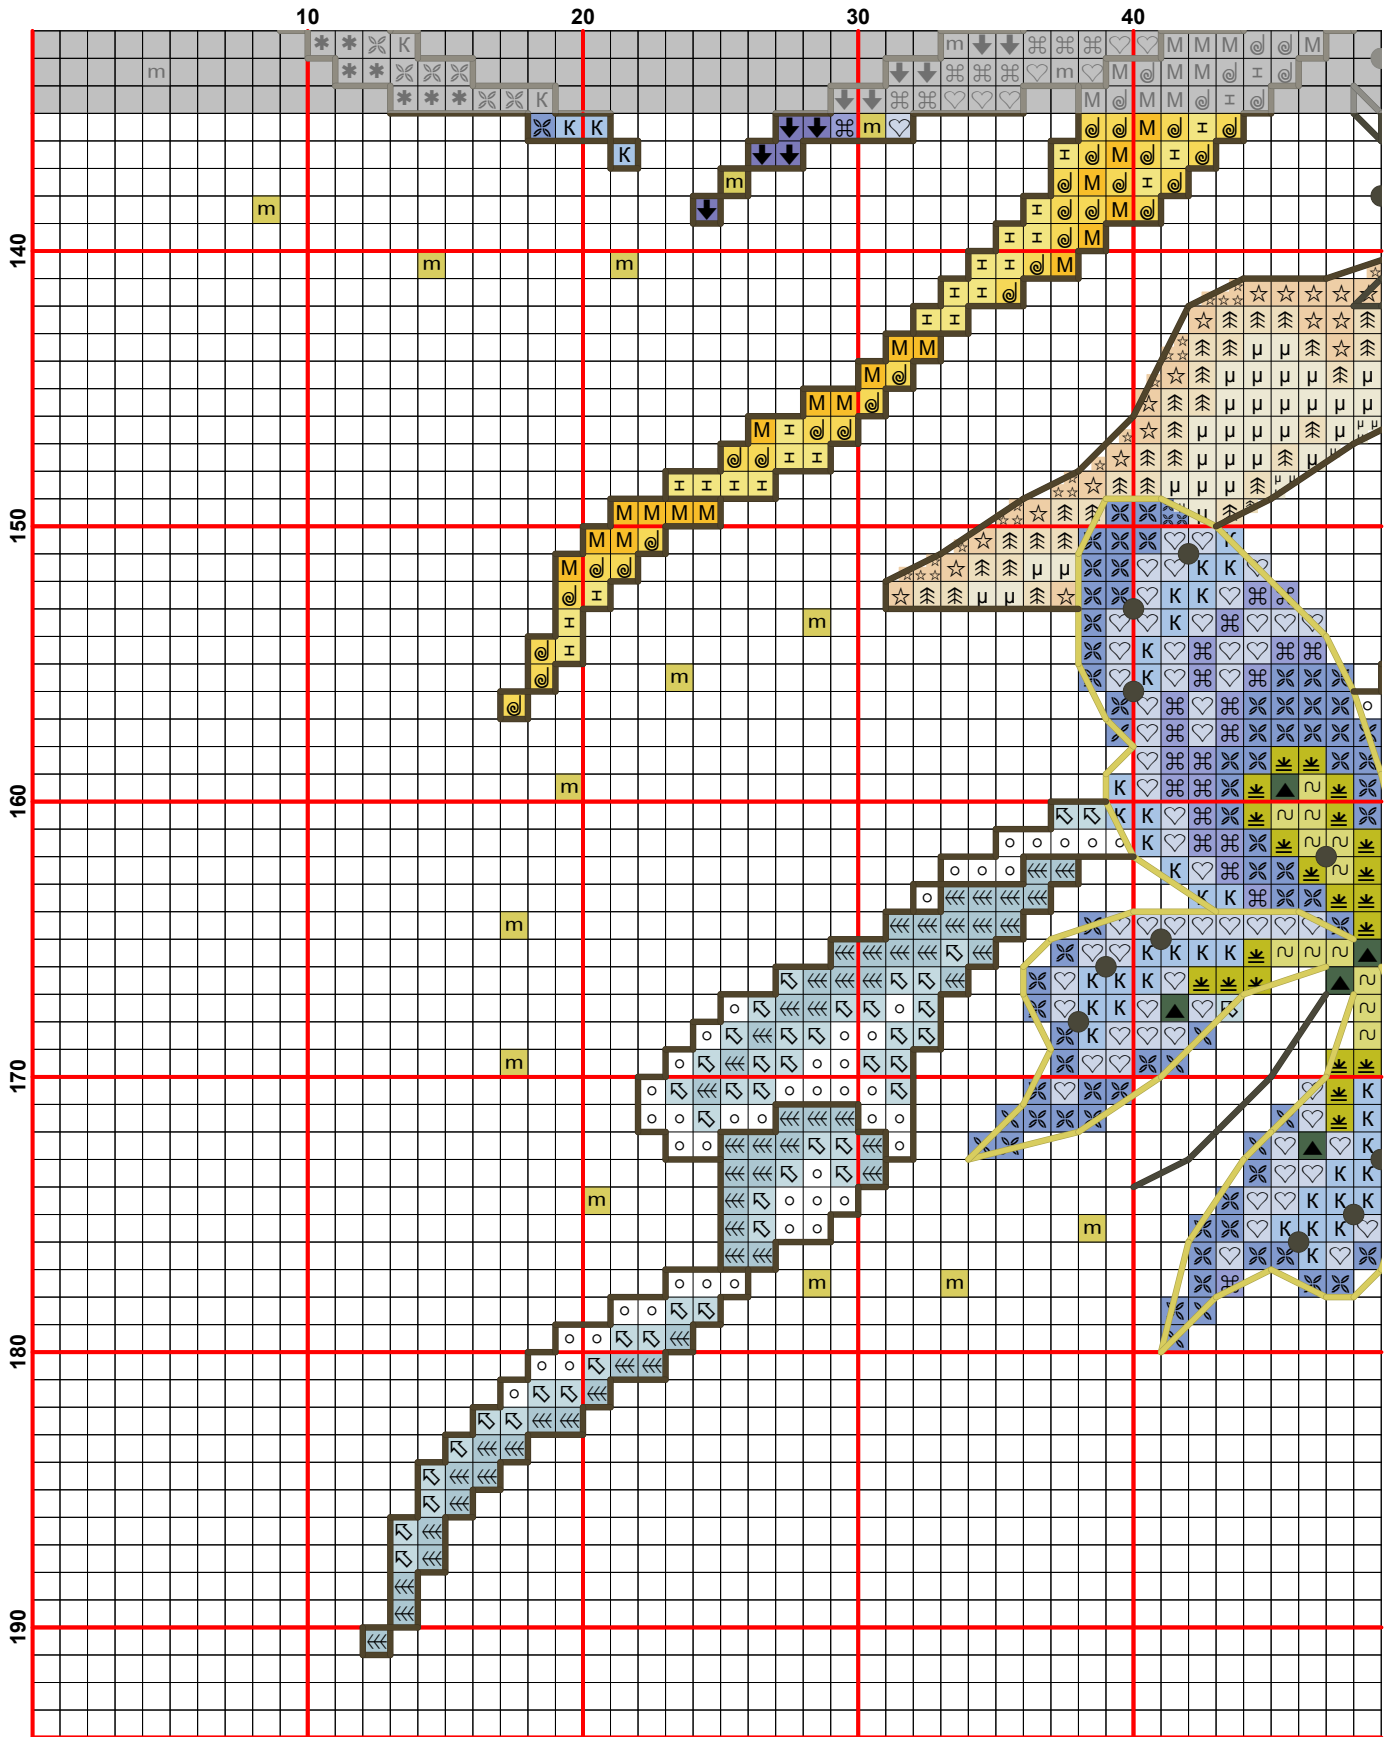 10 20 30 40
* * K m M M M M
m m M M M I
* * * K M M M I
K K m M I
K I M I
m M I
m I M
140
I I M
m m I I M
I I
I I
M M
M µ µ
M µ µ µ µ µ
M M µ µ µ µ µ µ
M I µ µ µ µ µ
I I µ µ µ µ
I I I I µ µ µ
M M M M µ
150
M M K
M µ µ K K
I µ µ K K
I m K
I K
m K
m K
160
K K
K
K
K K
m
K K K K
K K K
K K
K
m
170
K
K
K
K K
m K K K
m K K K
K
m m
180
190